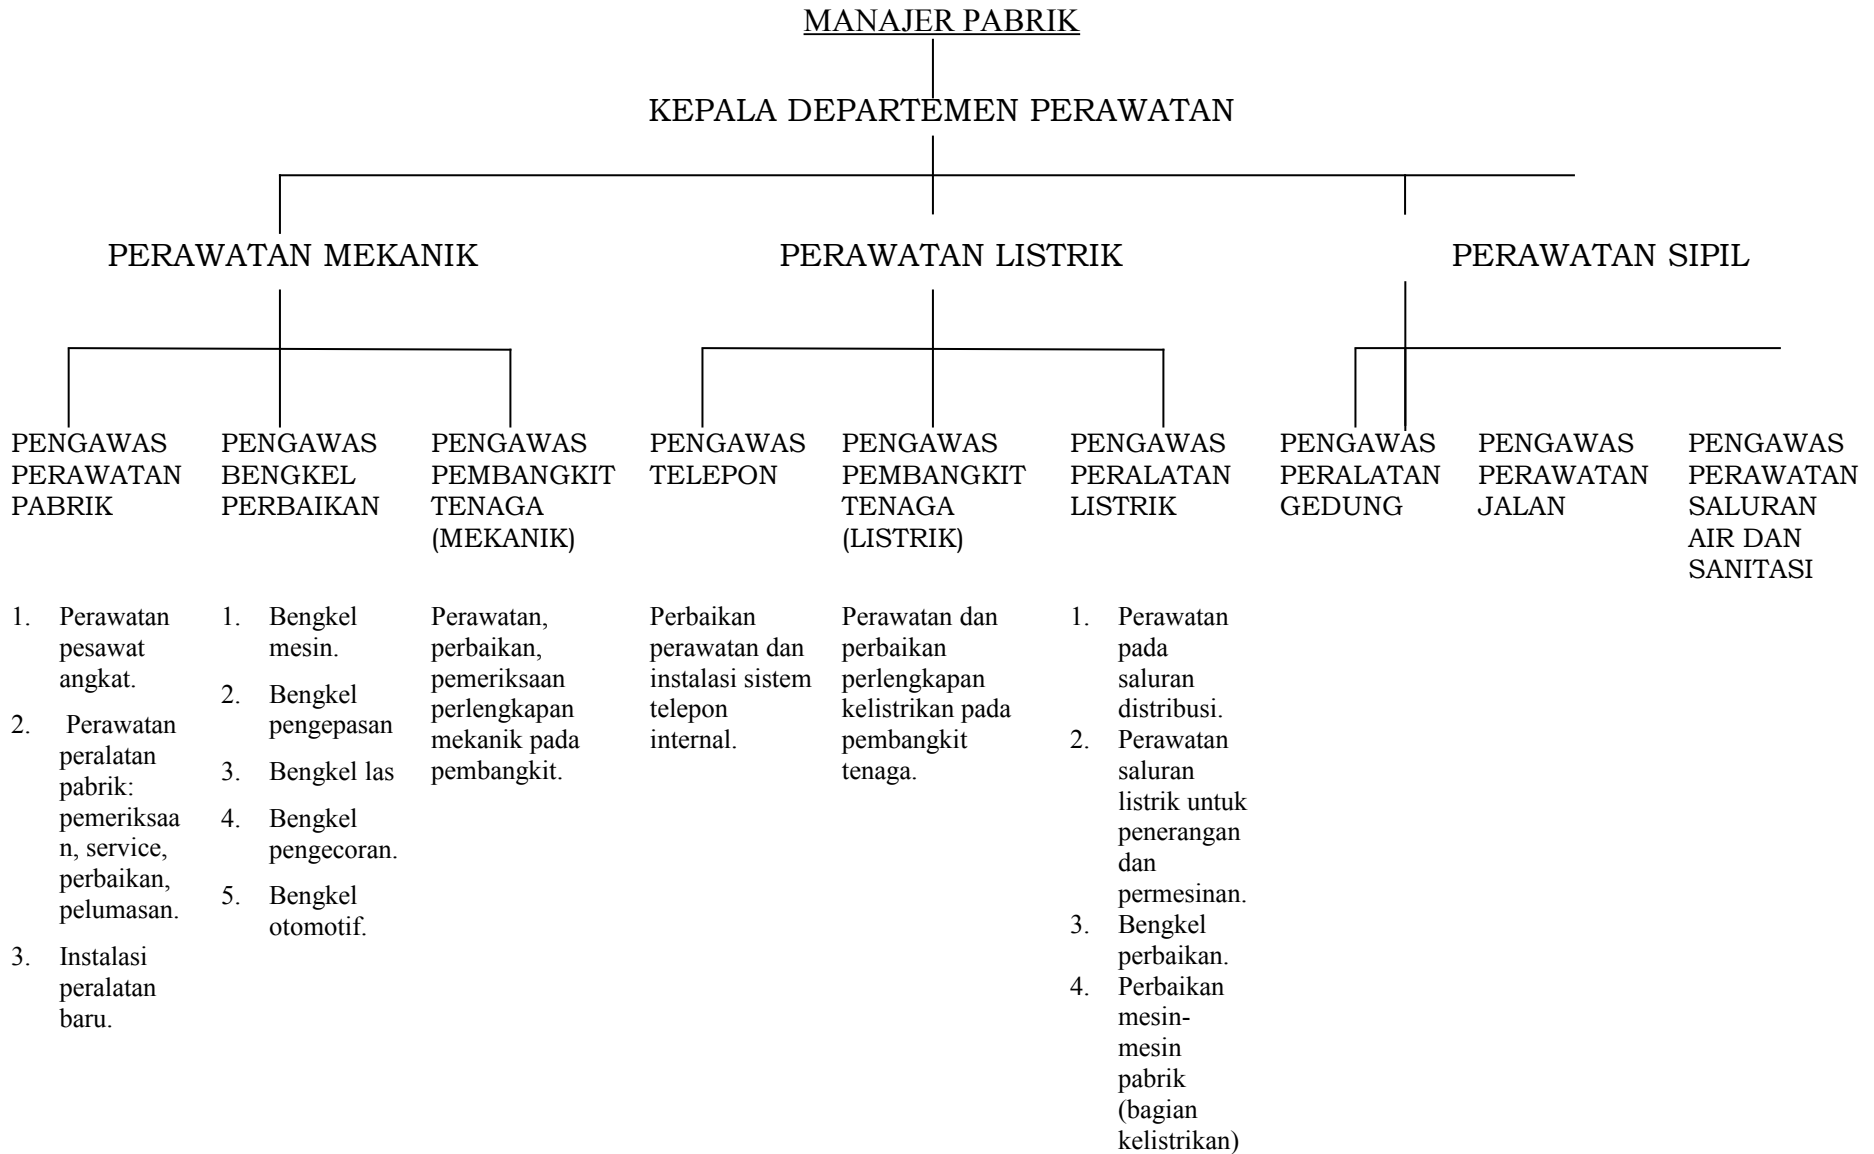 MANAJER PABRIK
KEPALA DEPARTEMEN PERAWATAN
PERAWATAN MEKANIK
PERAWATAN LISTRIK
PERAWATAN SIPIL
PENGAWAS
PERAWATAN
PABRIK
PENGAWAS
BENGKEL
PERBAIKAN
PENGAWAS
PEMBANGKIT
TENAGA
(MEKANIK)
PENGAWAS
TELEPON
PENGAWAS
PEMBANGKIT
TENAGA
(LISTRIK)
PENGAWAS
PERALATAN
LISTRIK
PENGAWAS
PERALATAN
GEDUNG
PENGAWAS
PERAWATAN
JALAN
PENGAWAS
PERAWATAN
SALURAN
AIR DAN
SANITASI
1. Perawatan
pesawat
angkat.
2. Perawatan
peralatan
pabrik:
pemeriksaa
n, service,
perbaikan,
pelumasan.
3. Instalasi
peralatan
baru.
1. Bengkel
mesin.
2. Bengkel
pengepasan
3. Bengkel las
4. Bengkel
pengecoran.
5. Bengkel
otomotif.
Perawatan,
perbaikan,
pemeriksaan
perlengkapan
mekanik pada
pembangkit.
Perbaikan
perawatan dan
instalasi sistem
telepon
internal.
Perawatan dan
perbaikan
perlengkapan
kelistrikan pada
pembangkit
tenaga.
1. Perawatan
pada
saluran
distribusi.
2. Perawatan
saluran
listrik untuk
penerangan
dan
permesinan.
3. Bengkel
perbaikan.
4. Perbaikan
mesin-
mesin
pabrik
(bagian
kelistrikan)